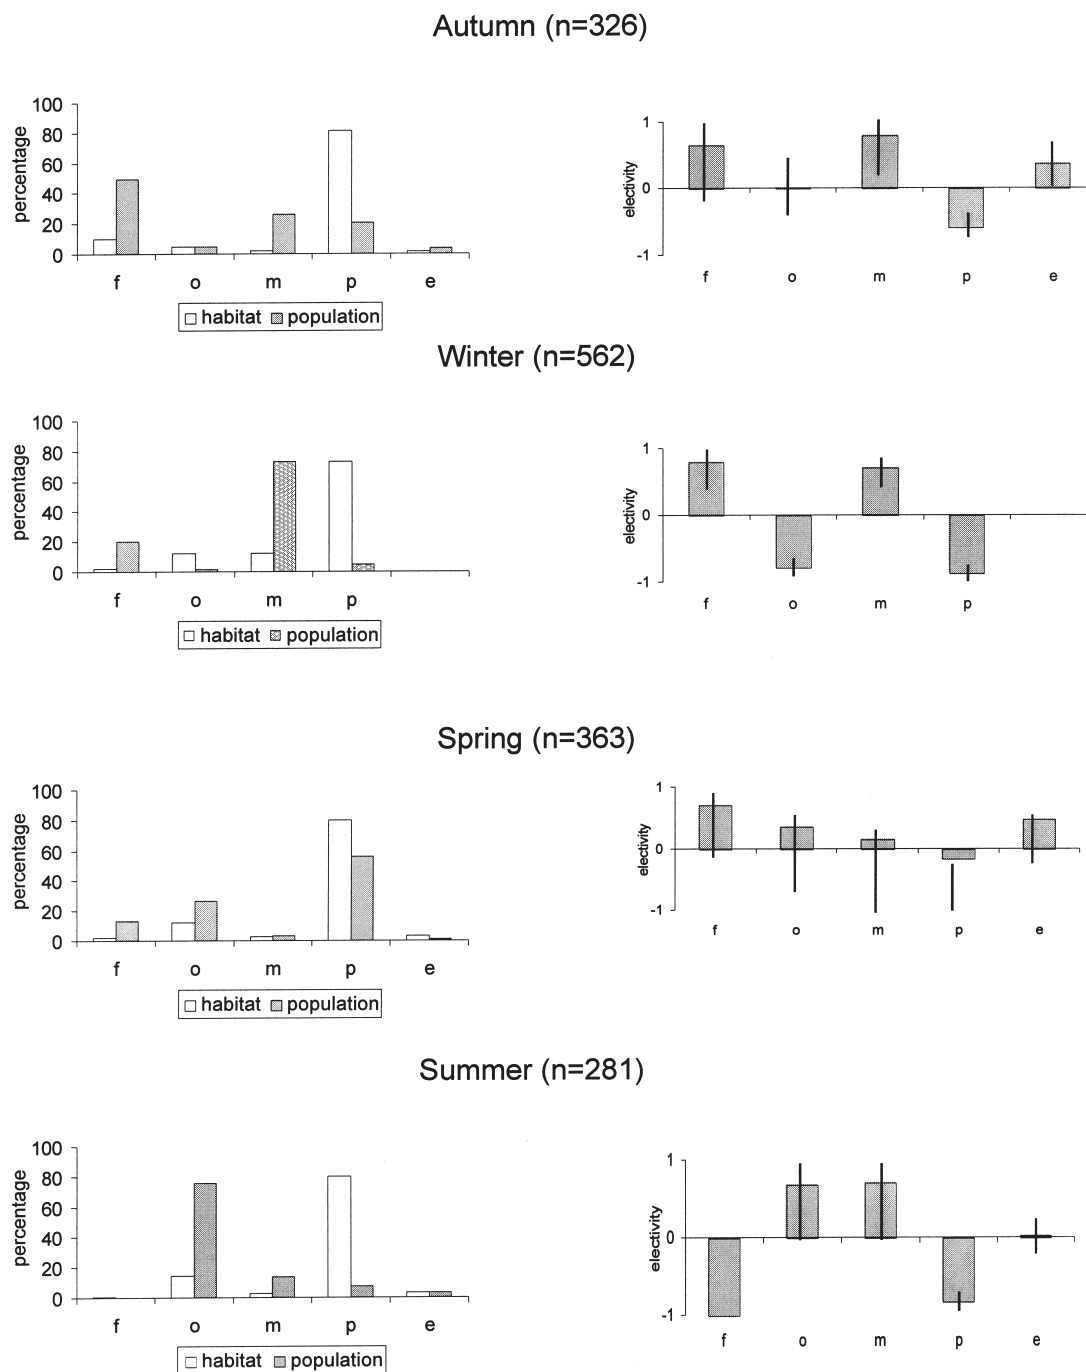 Autumn (n=326)
percentage
100
80
60
40
20
0
f o m p e
habitat population
electivity
1
0
-1
f o m p e
Winter (n=562)
percentage
100
80
60
40
20
0
f o m p
habitat population
electivity
1
0
-1
f o m p
Spring (n=363)
percentage
100
80
60
40
20
0
f o m p e
habitat population
electivity
1
0
-1
f o m p e
Summer (n=281)
percentage
100
80
60
40
20
0
f o m p e
habitat population
electivity
1
0
-1
f o m p e